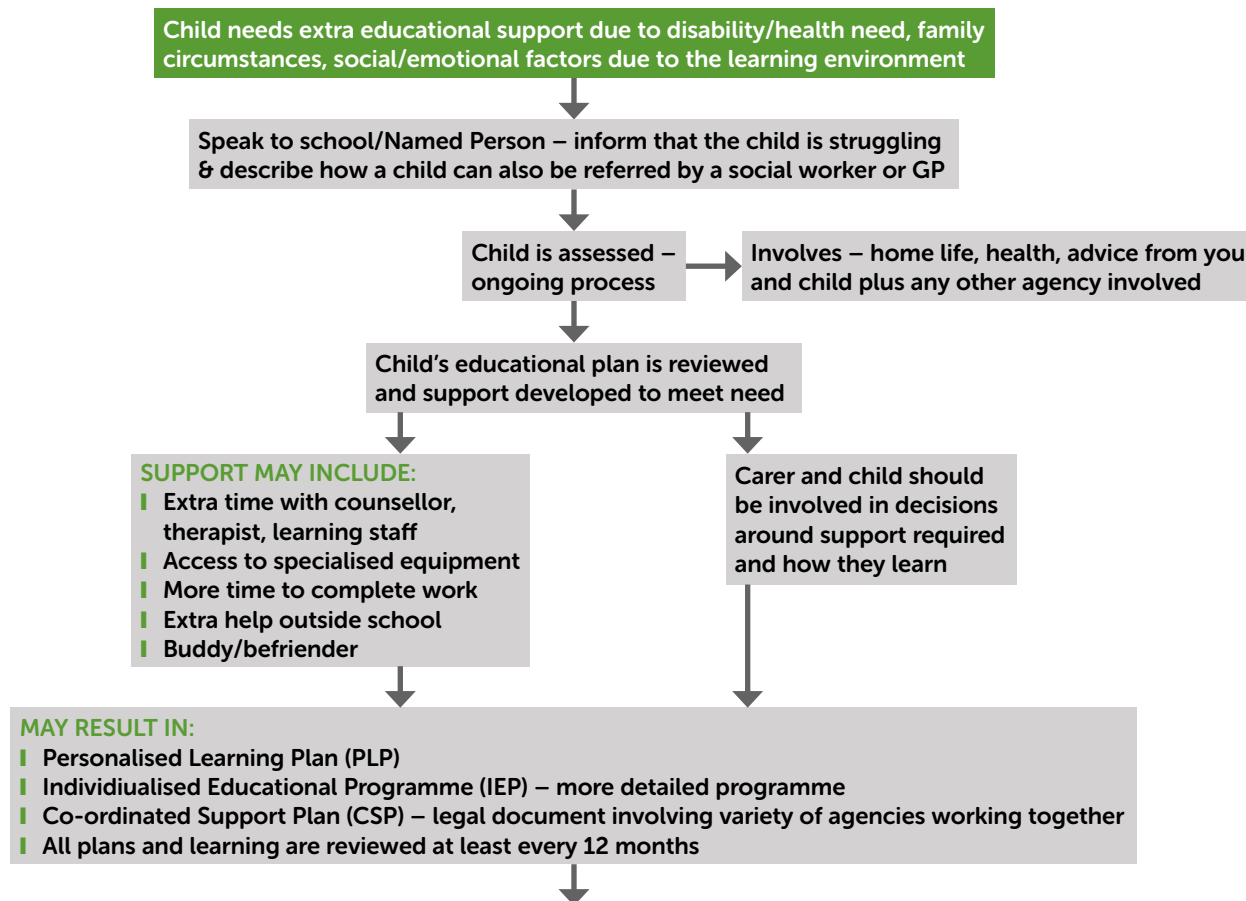 Child needs extra educational support due to disability/health need, family
circumstances, social/emotional factors due to the learning environment
Speak to school/Named Person – inform that the child is struggling
& describe how a child can also be referred by a social worker or GP
Child is assessed –
ongoing process
Involves – home life, health, advice from you
and child plus any other agency involved
Child’s educational plan is reviewed
and support developed to meet need
SUPPORT MAY INCLUDE:
Extra time with counsellor,
therapist, learning staff
Access to specialised equipment
More time to complete work
Extra help outside school
Buddy/befriender
Carer and child should
be involved in decisions
around support required
and how they learn
MAY RESULT IN:
Personalised Learning Plan (PLP)
Individiualised Educational Programme (IEP) – more detailed programme
Co-ordinated Support Plan (CSP) – legal document involving variety of agencies working together
All plans and learning are reviewed at least every 12 months